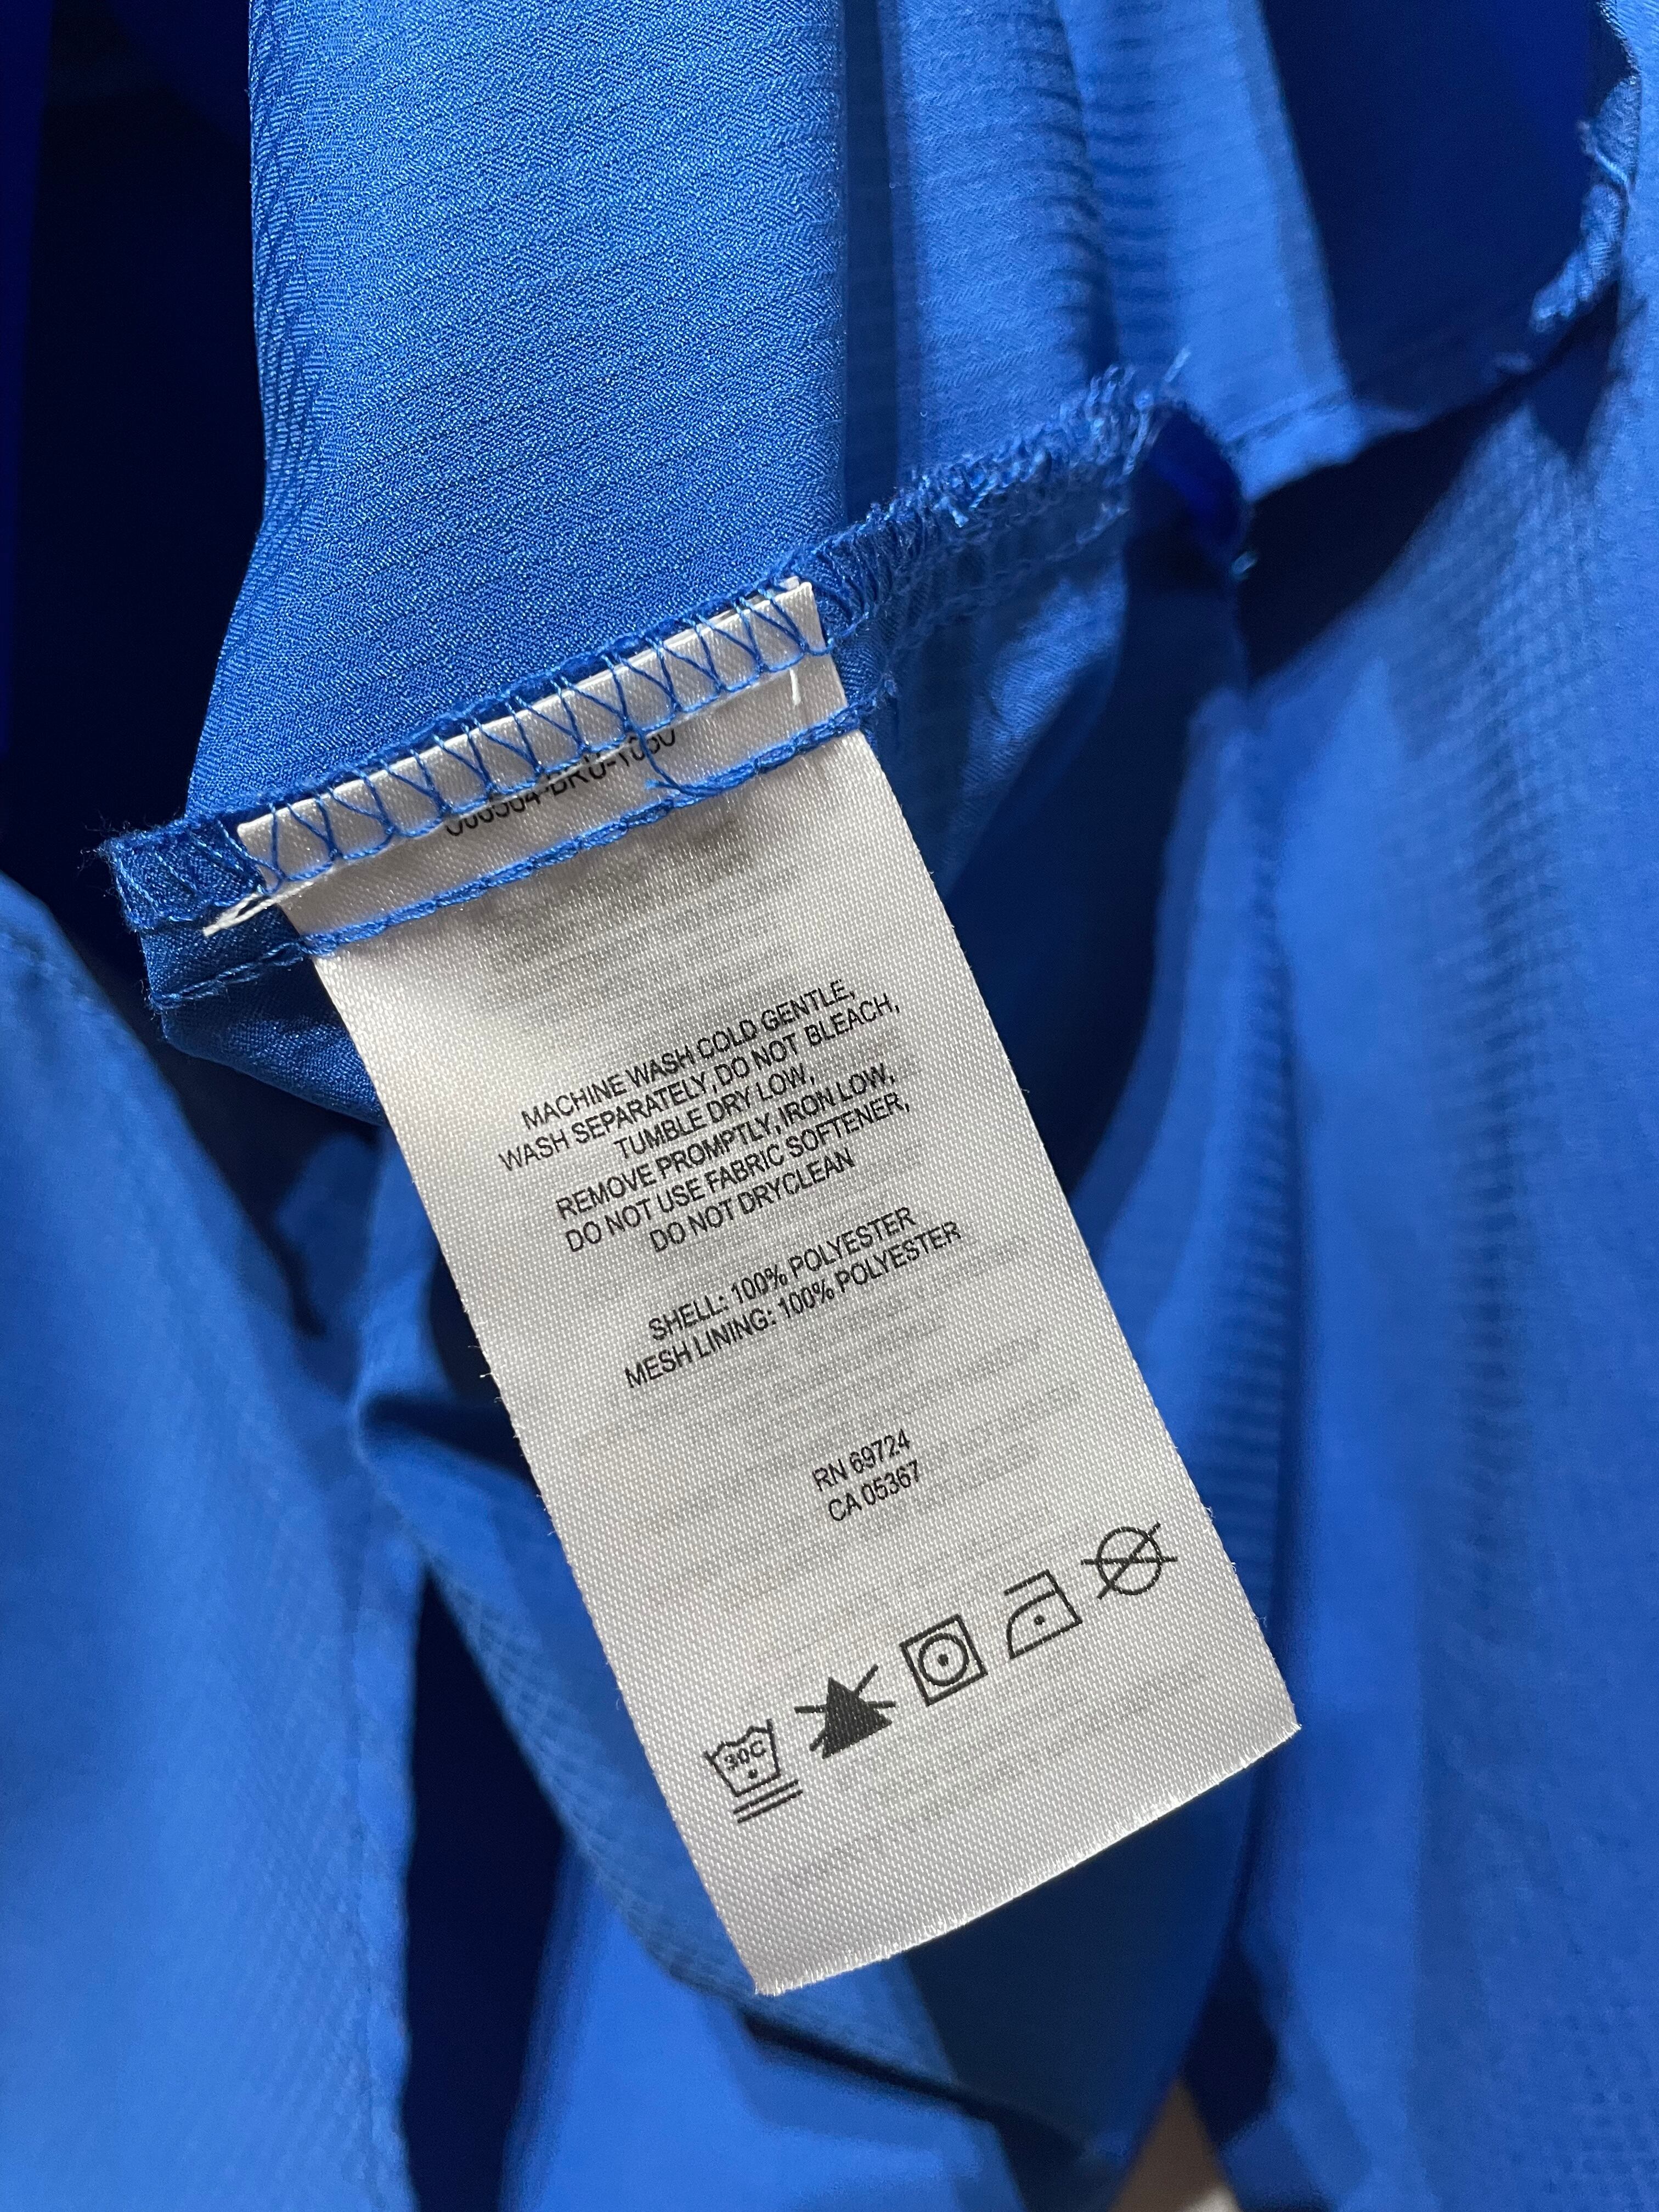 MACHINE WASH COLD GENTLE,
WASH SEPARATELY, DO NOT BLEACH,
TUMBLE DRY LOW,
REMOVE PROMPTLY, IRON LOW,
DO NOT USE FABRIC SOFTENER,
DO NOT DRYCLEAN
SHELL: 100% POLYESTER
MESH LINING: 100% POLYESTER
RN 69724
CA 05367
30C